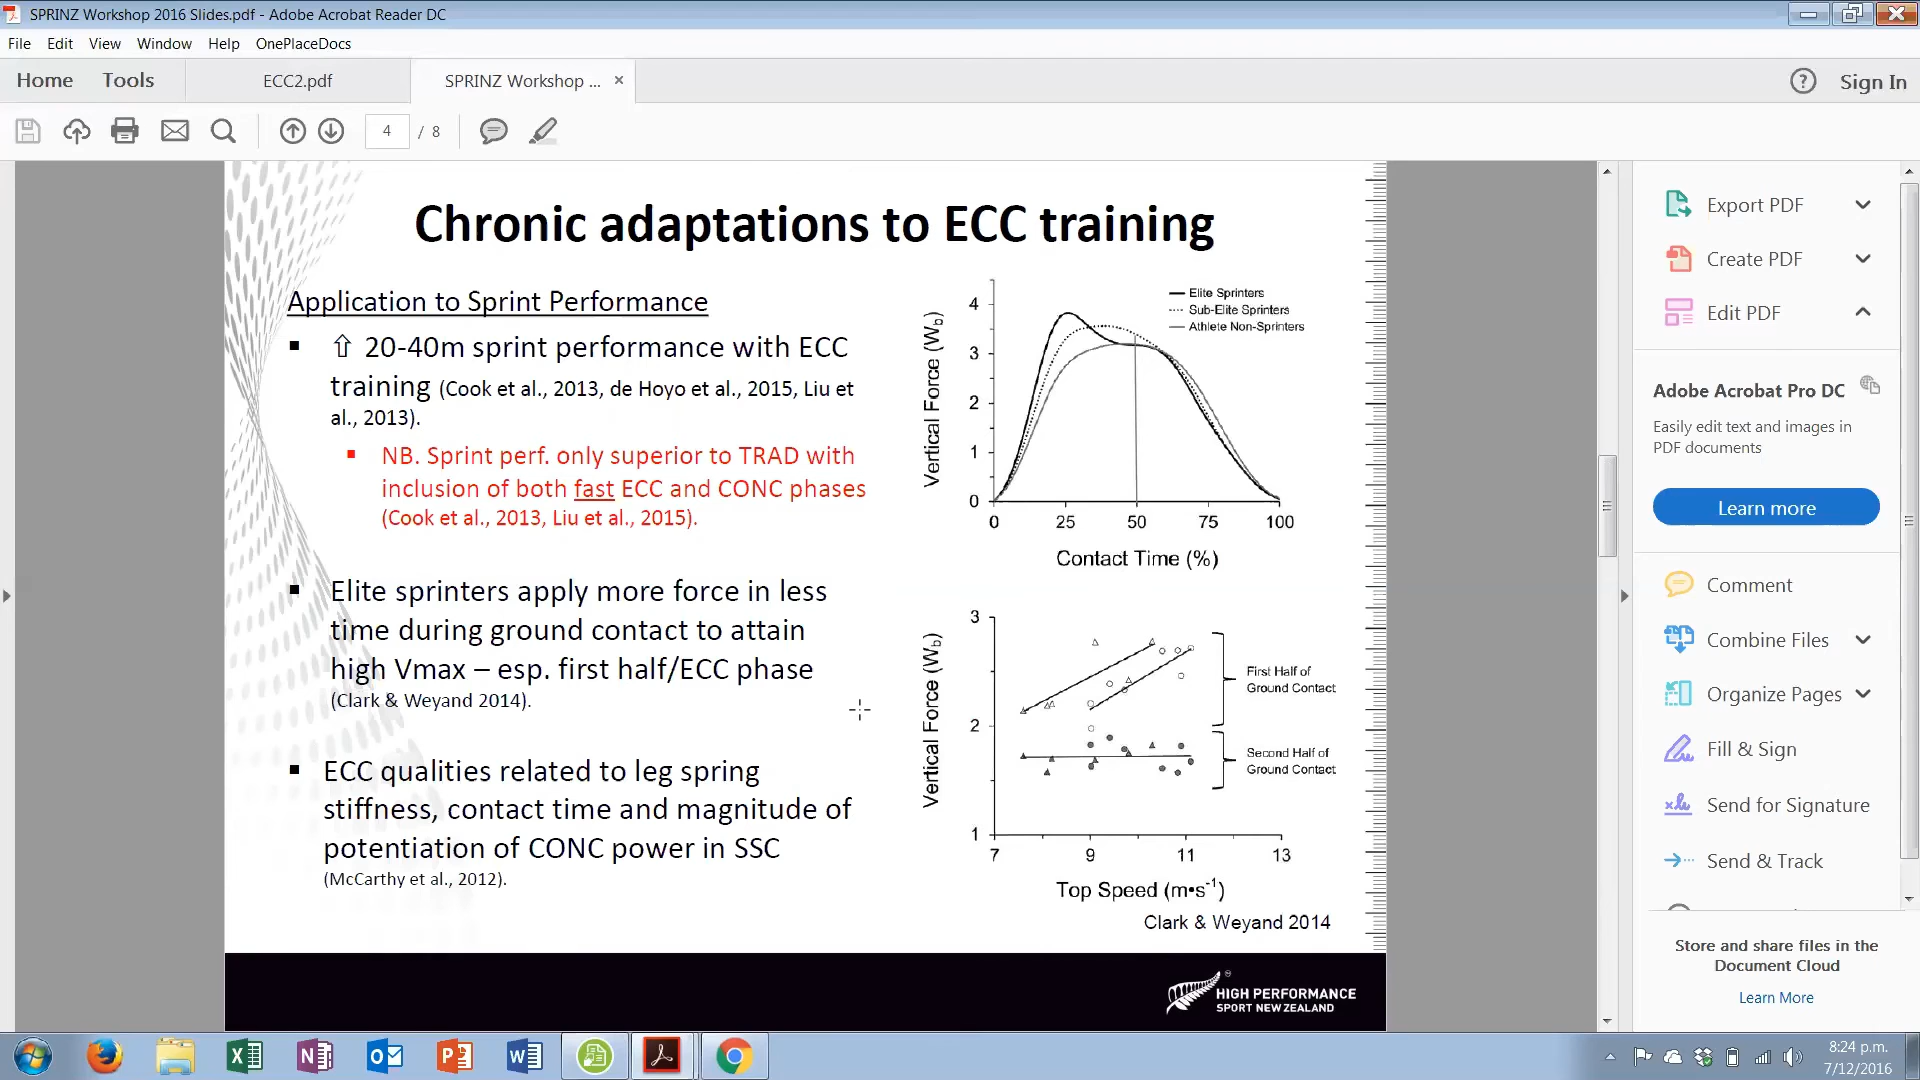 SPRINZ Workshop 2016 Slides.pdf - Adobe Acrobat Reader DC
File Edit View Window Help OnePlaceDocs
Home Tools ECC2.pdf SPRINZ Workshop ... × ? Sign In
4 / 8
Chronic adaptations to ECC training
Application to Sprint Performance
▪ ⇧ 20-40m sprint performance with ECC
training (Cook et al., 2013, de Hoyo et al., 2015, Liu et
al., 2013).
▪ NB. Sprint perf. only superior to TRAD with
inclusion of both fast ECC and CONC phases
(Cook et al., 2013, Liu et al., 2015).
▪ Elite sprinters apply more force in less
time during ground contact to attain
high Vmax – esp. first half/ECC phase
(Clark & Weyand 2014).
▪ ECC qualities related to leg spring
stiffness, contact time and magnitude of
potentiation of CONC power in SSC
(McCarthy et al., 2012).
Vertical Force (Wb)
4
3
2
1
0
0 25 50 75 100
Contact Time (%)
Elite Sprinters
Sub-Elite Sprinters
Athlete Non-Sprinters
Vertical Force (Wb)
3
2
1
7 9 11 13
Top Speed (m•s-1)
First Half of
Ground Contact
Second Half of
Ground Contact
Clark & Weyand 2014
HIGH PERFORMANCE
SPORT NEW ZEALAND
Export PDF
Create PDF
Edit PDF
Adobe Acrobat Pro DC
Easily edit text and images in
PDF documents
Learn more
Comment
Combine Files
Organize Pages
Fill & Sign
Send for Signature
Send & Track
Store and share files in the
Document Cloud
Learn More
8:24 p.m.
7/12/2016